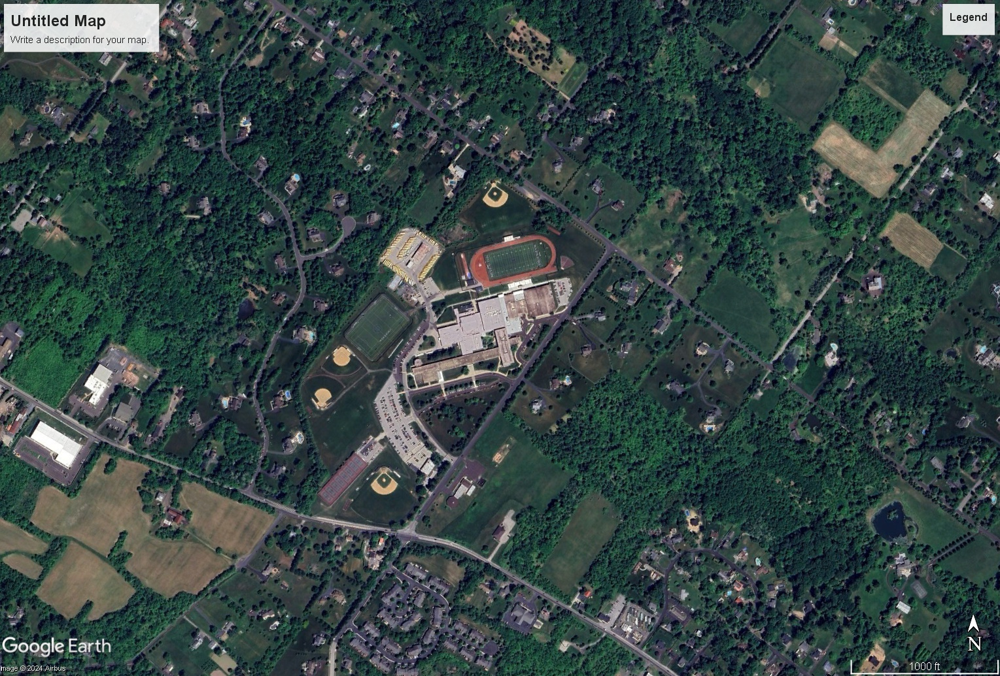 Untitled Map
Write a description for your map.
Legend
Google Earth
N
Image © 2024 Airbus
1000 ft